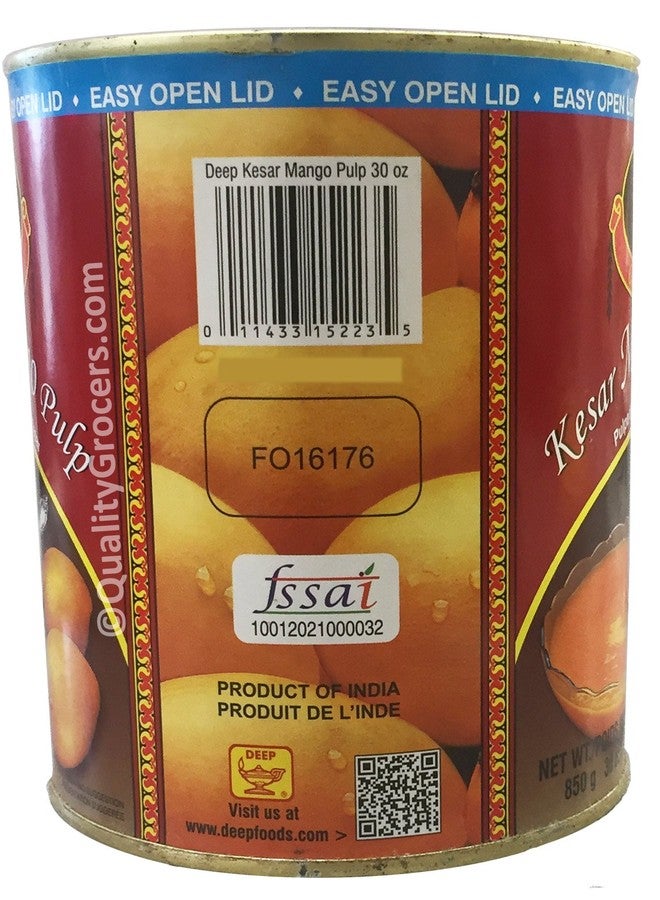 OPEN LID ♦ EASY OPEN LID ♦ EASY OPEN LID ♦ EASY OPEN
Deep Kesar Mango Pulp 30 oz
0 11433 15223 5
FO16176
fssai
10012021000032
PRODUCT OF INDIA
PRODUIT DE L'INDE
DEEP
®
Visit us at
www.deepfoods.com >
Pulp
Kesar
NET WT.
850 g
©QualityGrocers.com